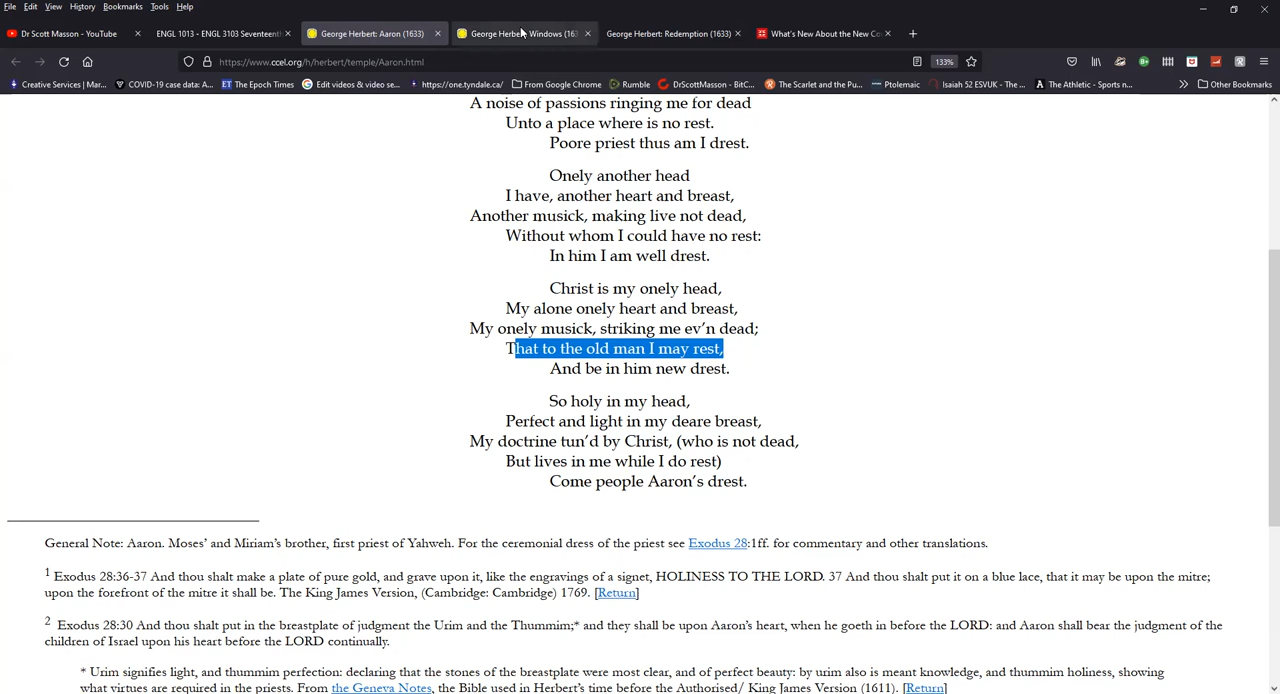 File Edit View History Bookmarks Tools Help
Dr Scott Masson - YouTube
ENGL 1013 - ENGL 3103 Seventeenth
George Herbert: Aaron (1633)
George Herbert: Windows (163
George Herbert: Redemption (1633)
What's New About the New Co
https://www.ccel.org/h/herbert/temple/Aaron.html
133%
Creative Services | Mar...
COVID-19 case data: A...
ET The Epoch Times
Edit videos & video se...
https://one.tyndale.ca/
From Google Chrome
Rumble
DrScottMasson - BitC...
The Scarlet and the Pu...
Ptolemaic
Isaiah 52 ESVUK - The ...
A The Athletic - Sports n...
Other Bookmarks
A noise of passions ringing me for dead
Unto a place where is no rest.
Poore priest thus am I drest.
Onely another head
I have, another heart and breast,
Another musick, making live not dead,
Without whom I could have no rest:
In him I am well drest.
Christ is my onely head,
My alone onely heart and breast,
My onely musick, striking me ev'n dead;
That to the old man I may rest,
And be in him new drest.
So holy in my head,
Perfect and light in my deare breast,
My doctrine tun'd by Christ, (who is not dead,
But lives in me while I do rest)
Come people Aaron's drest.
General Note: Aaron. Moses' and Miriam's brother, first priest of Yahweh. For the ceremonial dress of the priest see Exodus 28:1ff. for commentary and other translations.
1 Exodus 28:36-37 And thou shalt make a plate of pure gold, and grave upon it, like the engravings of a signet, HOLINESS TO THE LORD. 37 And thou shalt put it on a blue lace, that it may be upon the mitre;
upon the forefront of the mitre it shall be. The King James Version, (Cambridge: Cambridge) 1769. [Return]
2 Exodus 28:30 And thou shalt put in the breastplate of judgment the Urim and the Thummim;* and they shall be upon Aaron's heart, when he goeth in before the LORD: and Aaron shall bear the judgment of the
children of Israel upon his heart before the LORD continually.
* Urim signifies light, and thummim perfection: declaring that the stones of the breastplate were most clear, and of perfect beauty: by urim also is meant knowledge, and thummim holiness, showing
what virtues are required in the priests. From the Geneva Notes, the Bible used in Herbert's time before the Authorised/ King James Version (1611). [Return]